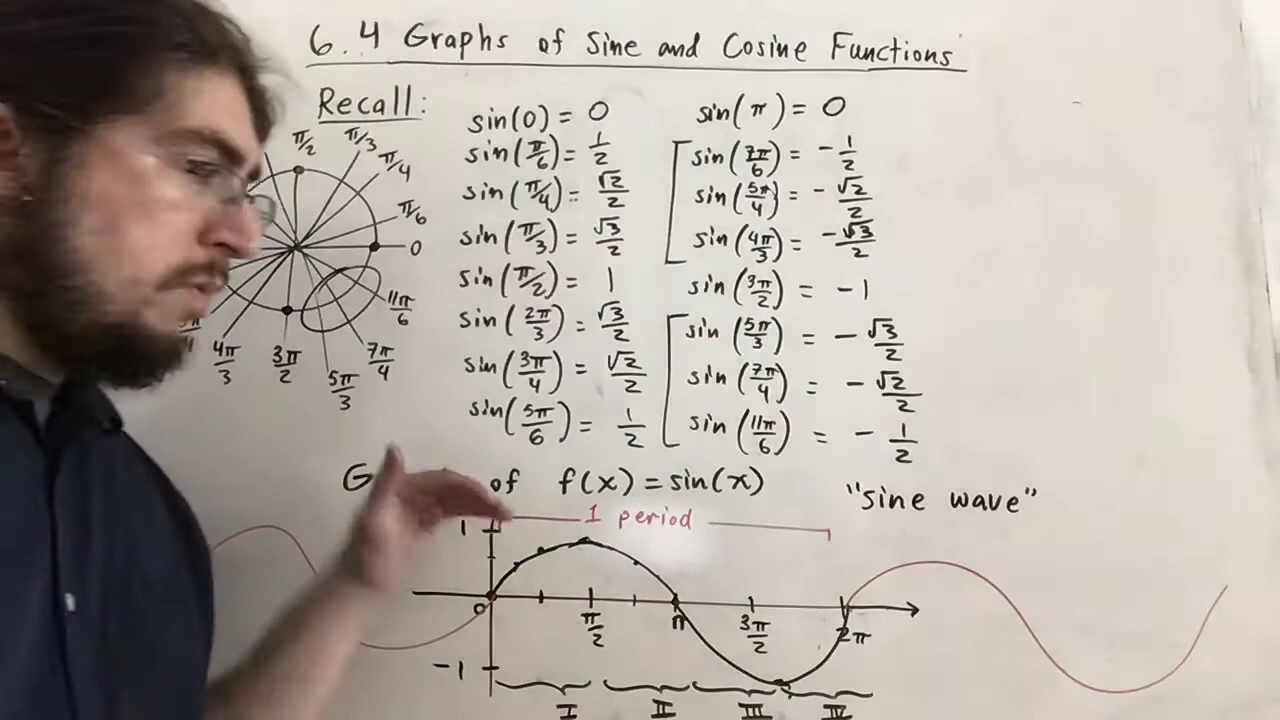 6.4 Graphs of Sine and Cosine Functions
Recall:
π/2 π/3 π/4 π/6 0
11π/6 7π/4 5π/3 3π/2 4π/3
sin(0) = 0
sin(π/6) = 1/2
sin(π/4) = √2/2
sin(π/3) = √3/2
sin(π/2) = 1
sin(2π/3) = √3/2
sin(3π/4) = √2/2
sin(5π/6) = 1/2
sin(π) = 0
sin(7π/6) = -1/2
sin(5π/4) = -√2/2
sin(4π/3) = -√3/2
sin(3π/2) = -1
sin(5π/3) = -√3/2
sin(7π/4) = -√2/2
sin(11π/6) = -1/2
of f(x) = sin(x)
"sine wave"
1 period
1
0 π/2 π 3π/2 2π
-1
I II III IV